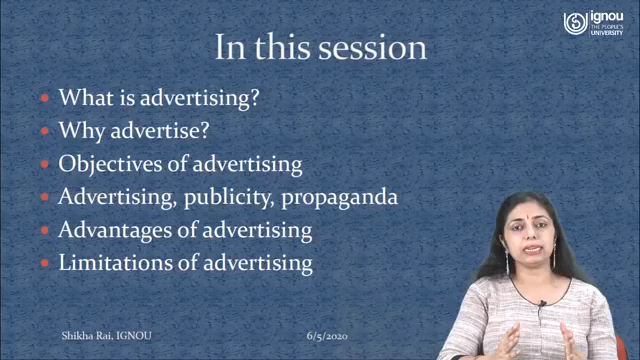 ignou
THE PEOPLE'S
UNIVERSITY
In this session
• What is advertising?
• Why advertise?
• Objectives of advertising
• Advertising, publicity, propaganda
• Advantages of advertising
• Limitations of advertising
Shikha Rai, IGNOU
6/5/2020